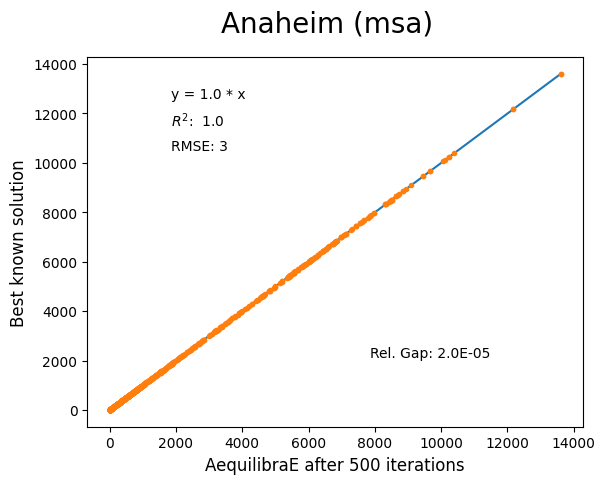 Anaheim (msa)
14000
12000
10000
8000
6000
4000
2000
0
Best known solution
y = 1.0 * x
R²: 1.0
RMSE: 3
Rel. Gap: 2.0E-05
0 2000 4000 6000 8000 10000 12000 14000
AequilibraE after 500 iterations